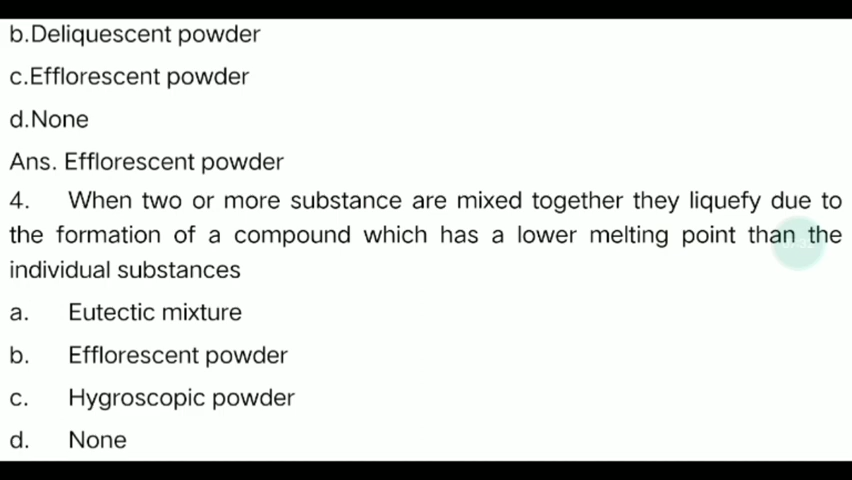 b.Deliquescent powder
c.Efflorescent powder
d.None
Ans. Efflorescent powder
4. When two or more substance are mixed together they liquefy due to
the formation of a compound which has a lower melting point than the
individual substances
a. Eutectic mixture
b. Efflorescent powder
c. Hygroscopic powder
d. None